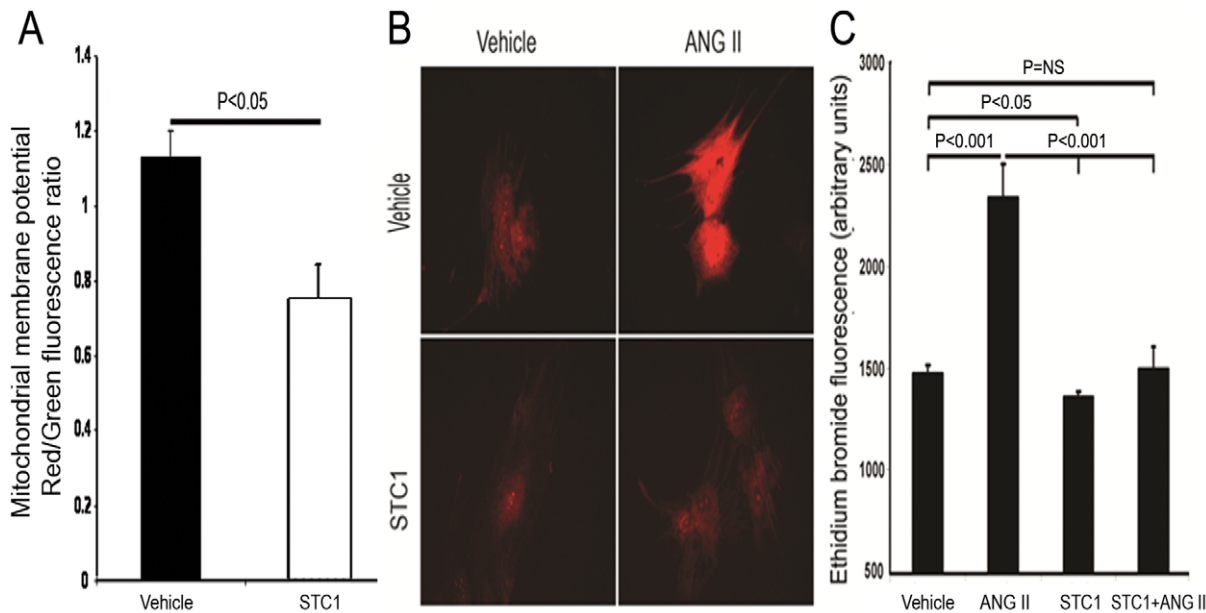 A
Mitochondrial membrane potential
Red/Green fluorescence ratio
1.4
1.2
1
0.8
0.6
0.4
0.2
0
P<0.05
Vehicle
STC1
B
Vehicle
ANG II
Vehicle
STC1
C
Ethidium bromide fluorescence (arbitrary units)
3000
2500
2000
1500
1000
500
P=NS
P<0.05
P<0.001
P<0.001
Vehicle
ANG II
STC1
STC1+ANG II